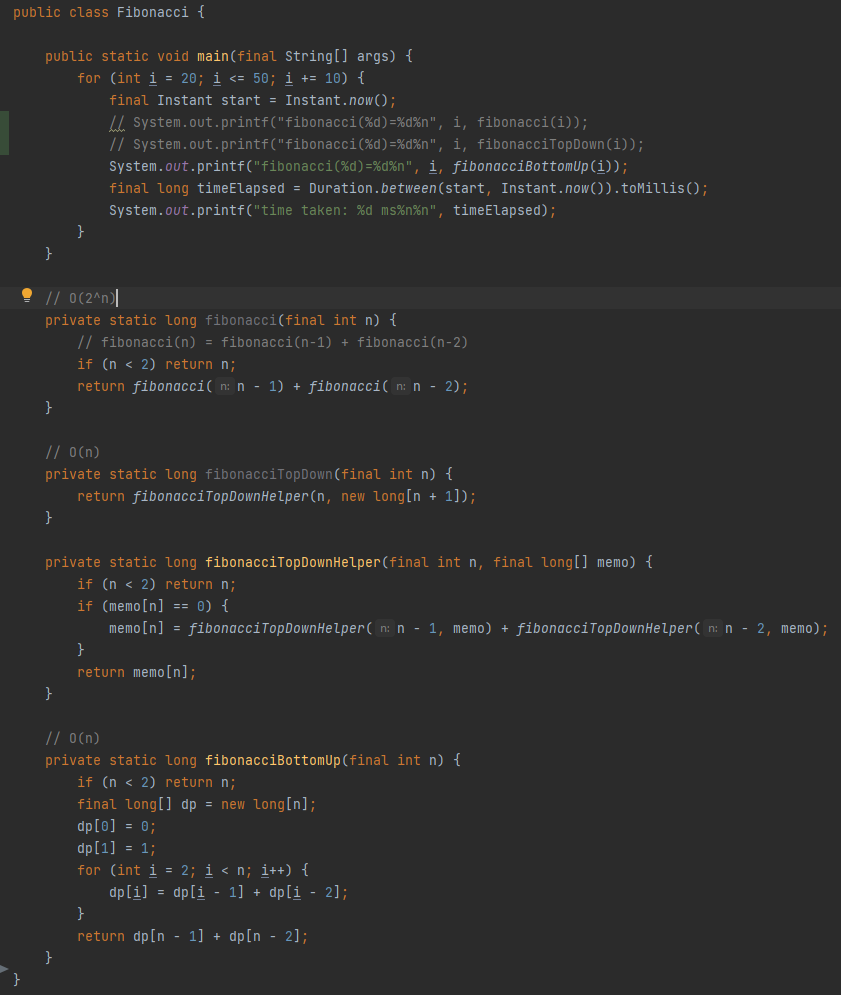 public class Fibonacci {
public static void main(final String[] args) {
for (int i = 20; i <= 50; i += 10) {
final Instant start = Instant.now();
// System.out.printf("fibonacci(%d)=%d%n", i, fibonacci(i));
// System.out.printf("fibonacci(%d)=%d%n", i, fibonacciTopDown(i));
System.out.printf("fibonacci(%d)=%d%n", i, fibonacciBottomUp(i));
final long timeElapsed = Duration.between(start, Instant.now()).toMillis();
System.out.printf("time taken: %d ms%n%n", timeElapsed);
}
}
// O(2^n)
private static long fibonacci(final int n) {
// fibonacci(n) = fibonacci(n-1) + fibonacci(n-2)
if (n < 2) return n;
return fibonacci( n: n - 1) + fibonacci( n: n - 2);
}
// O(n)
private static long fibonacciTopDown(final int n) {
return fibonacciTopDownHelper(n, new long[n + 1]);
}
private static long fibonacciTopDownHelper(final int n, final long[] memo) {
if (n < 2) return n;
if (memo[n] == 0) {
memo[n] = fibonacciTopDownHelper( n: n - 1, memo) + fibonacciTopDownHelper( n: n - 2, memo);
}
return memo[n];
}
// O(n)
private static long fibonacciBottomUp(final int n) {
if (n < 2) return n;
final long[] dp = new long[n];
dp[0] = 0;
dp[1] = 1;
for (int i = 2; i < n; i++) {
dp[i] = dp[i - 1] + dp[i - 2];
}
return dp[n - 1] + dp[n - 2];
}
}